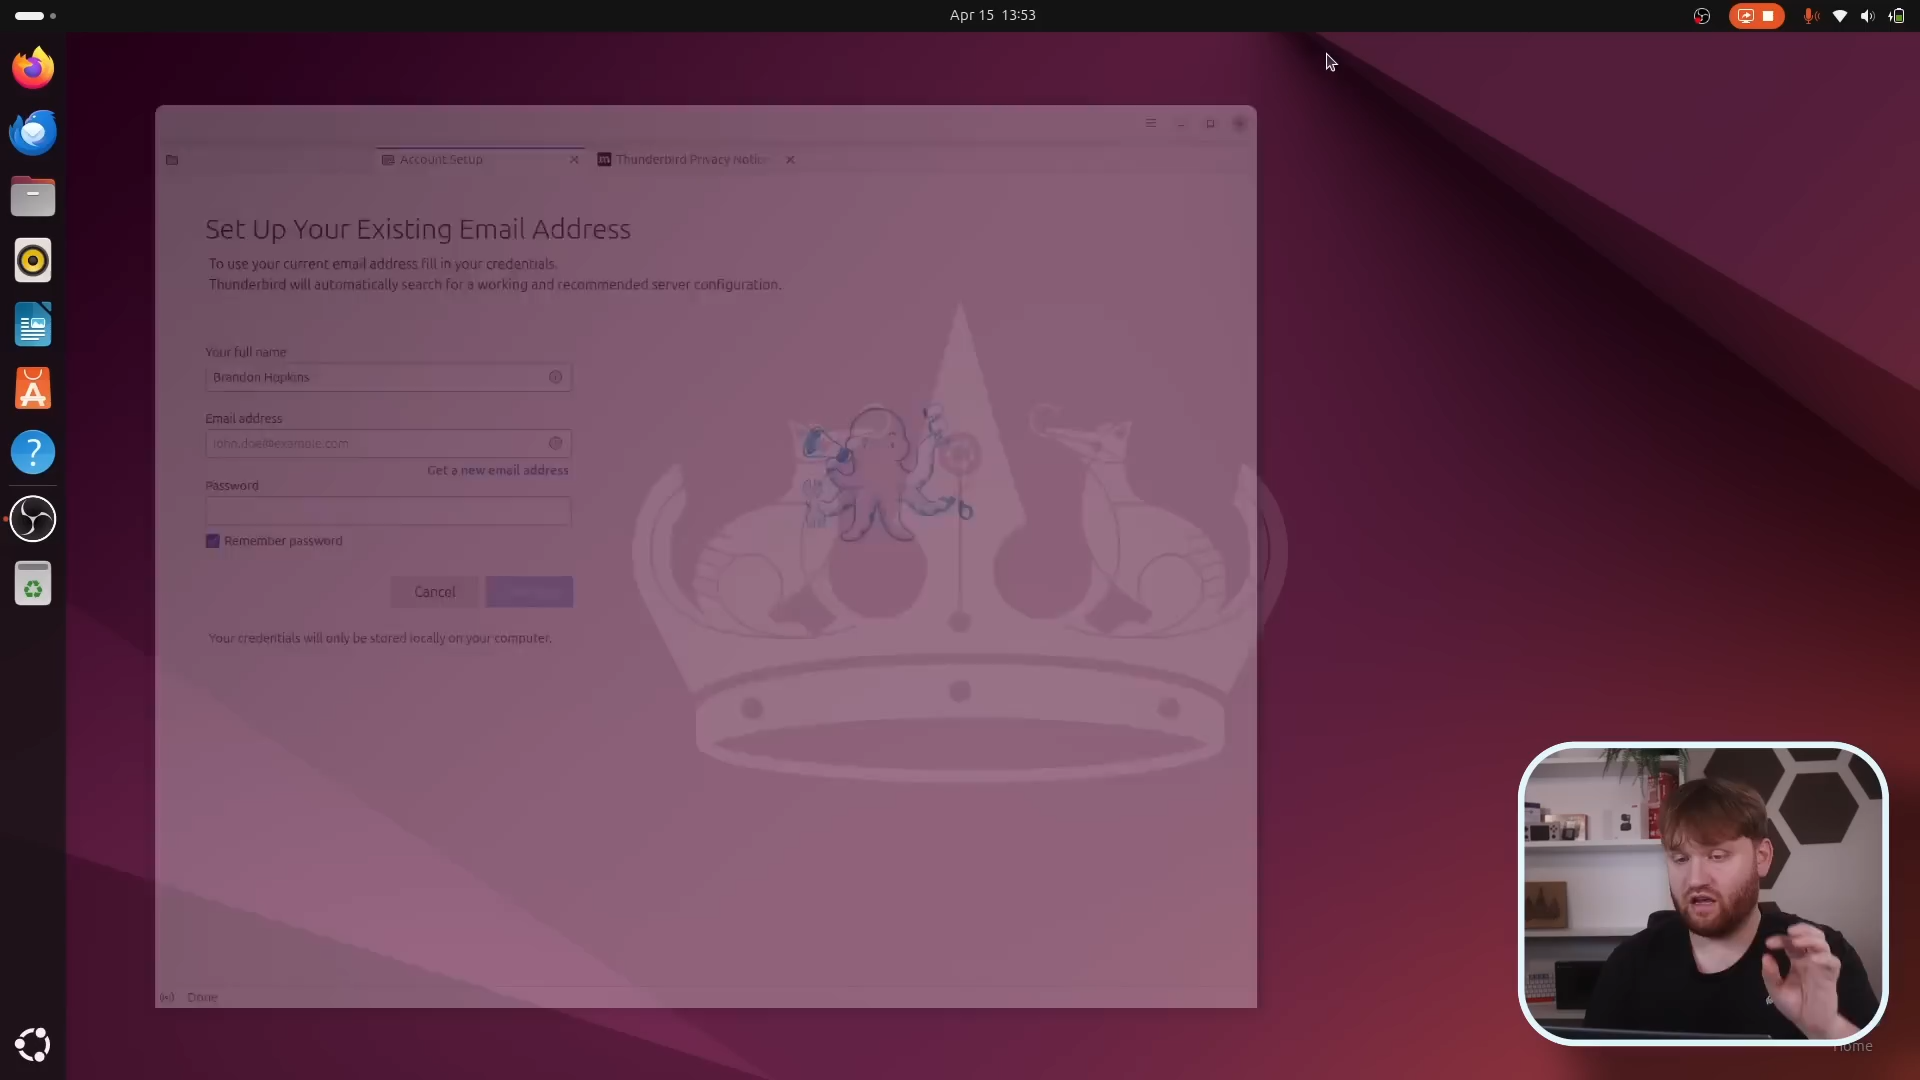 Apr 15 13:53
Account Setup
Thunderbird Privacy Notice
Set Up Your Existing Email Address
To use your current email address fill in your credentials.
Thunderbird will automatically search for a working and recommended server configuration.
Your full name
Brandon Hopkins
Email address
john.doe@example.com
Get a new email address
Password
Remember password
Cancel
Your credentials will only be stored locally on your computer.
Done
Home